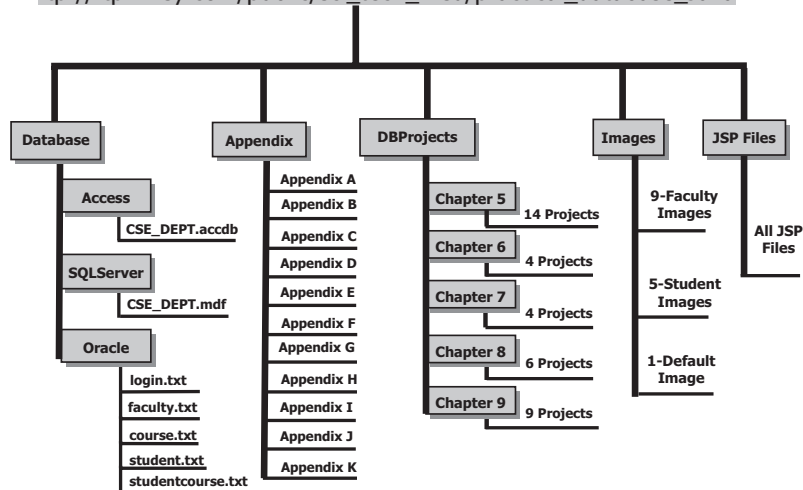 Database
Appendix
DBProjects
Images
JSP Files
Access
CSE_DEPT.accdb
SQLServer
CSE_DEPT.mdf
Oracle
login.txt
faculty.txt
course.txt
student.txt
studentcourse.txt
Appendix A
Appendix B
Appendix C
Appendix D
Appendix E
Appendix F
Appendix G
Appendix H
Appendix I
Appendix J
Appendix K
Chapter 5
14 Projects
Chapter 6
4 Projects
Chapter 7
4 Projects
Chapter 8
6 Projects
Chapter 9
9 Projects
9-Faculty
Images
5-Student
Images
1-Default
Image
All JSP
Files